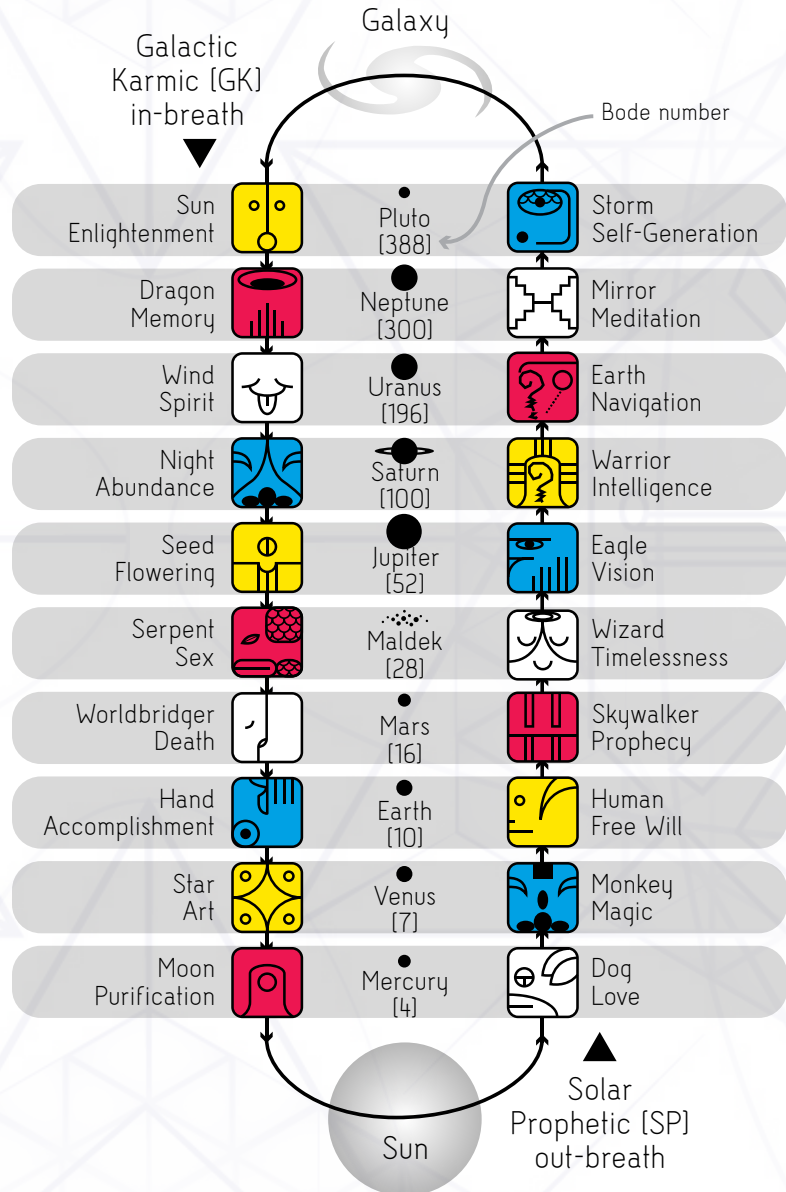 Galaxy
Galactic
Karmic [GK]
in-breath
Bode number
Sun
Enlightenment
Pluto
[388]
Storm
Self-Generation
Dragon
Memory
Neptune
[300]
Mirror
Meditation
Wind
Spirit
Uranus
[196]
Earth
Navigation
Night
Abundance
Saturn
[100]
Warrior
Intelligence
Seed
Flowering
Jupiter
[52]
Eagle
Vision
Serpent
Sex
Maldek
[28]
Wizard
Timelessness
Worldbridger
Death
Mars
[16]
Skywalker
Prophecy
Hand
Accomplishment
Earth
[10]
Human
Free Will
Star
Art
Venus
[7]
Monkey
Magic
Moon
Purification
Mercury
[4]
Dog
Love
Sun
Solar
Prophetic [SP]
out-breath